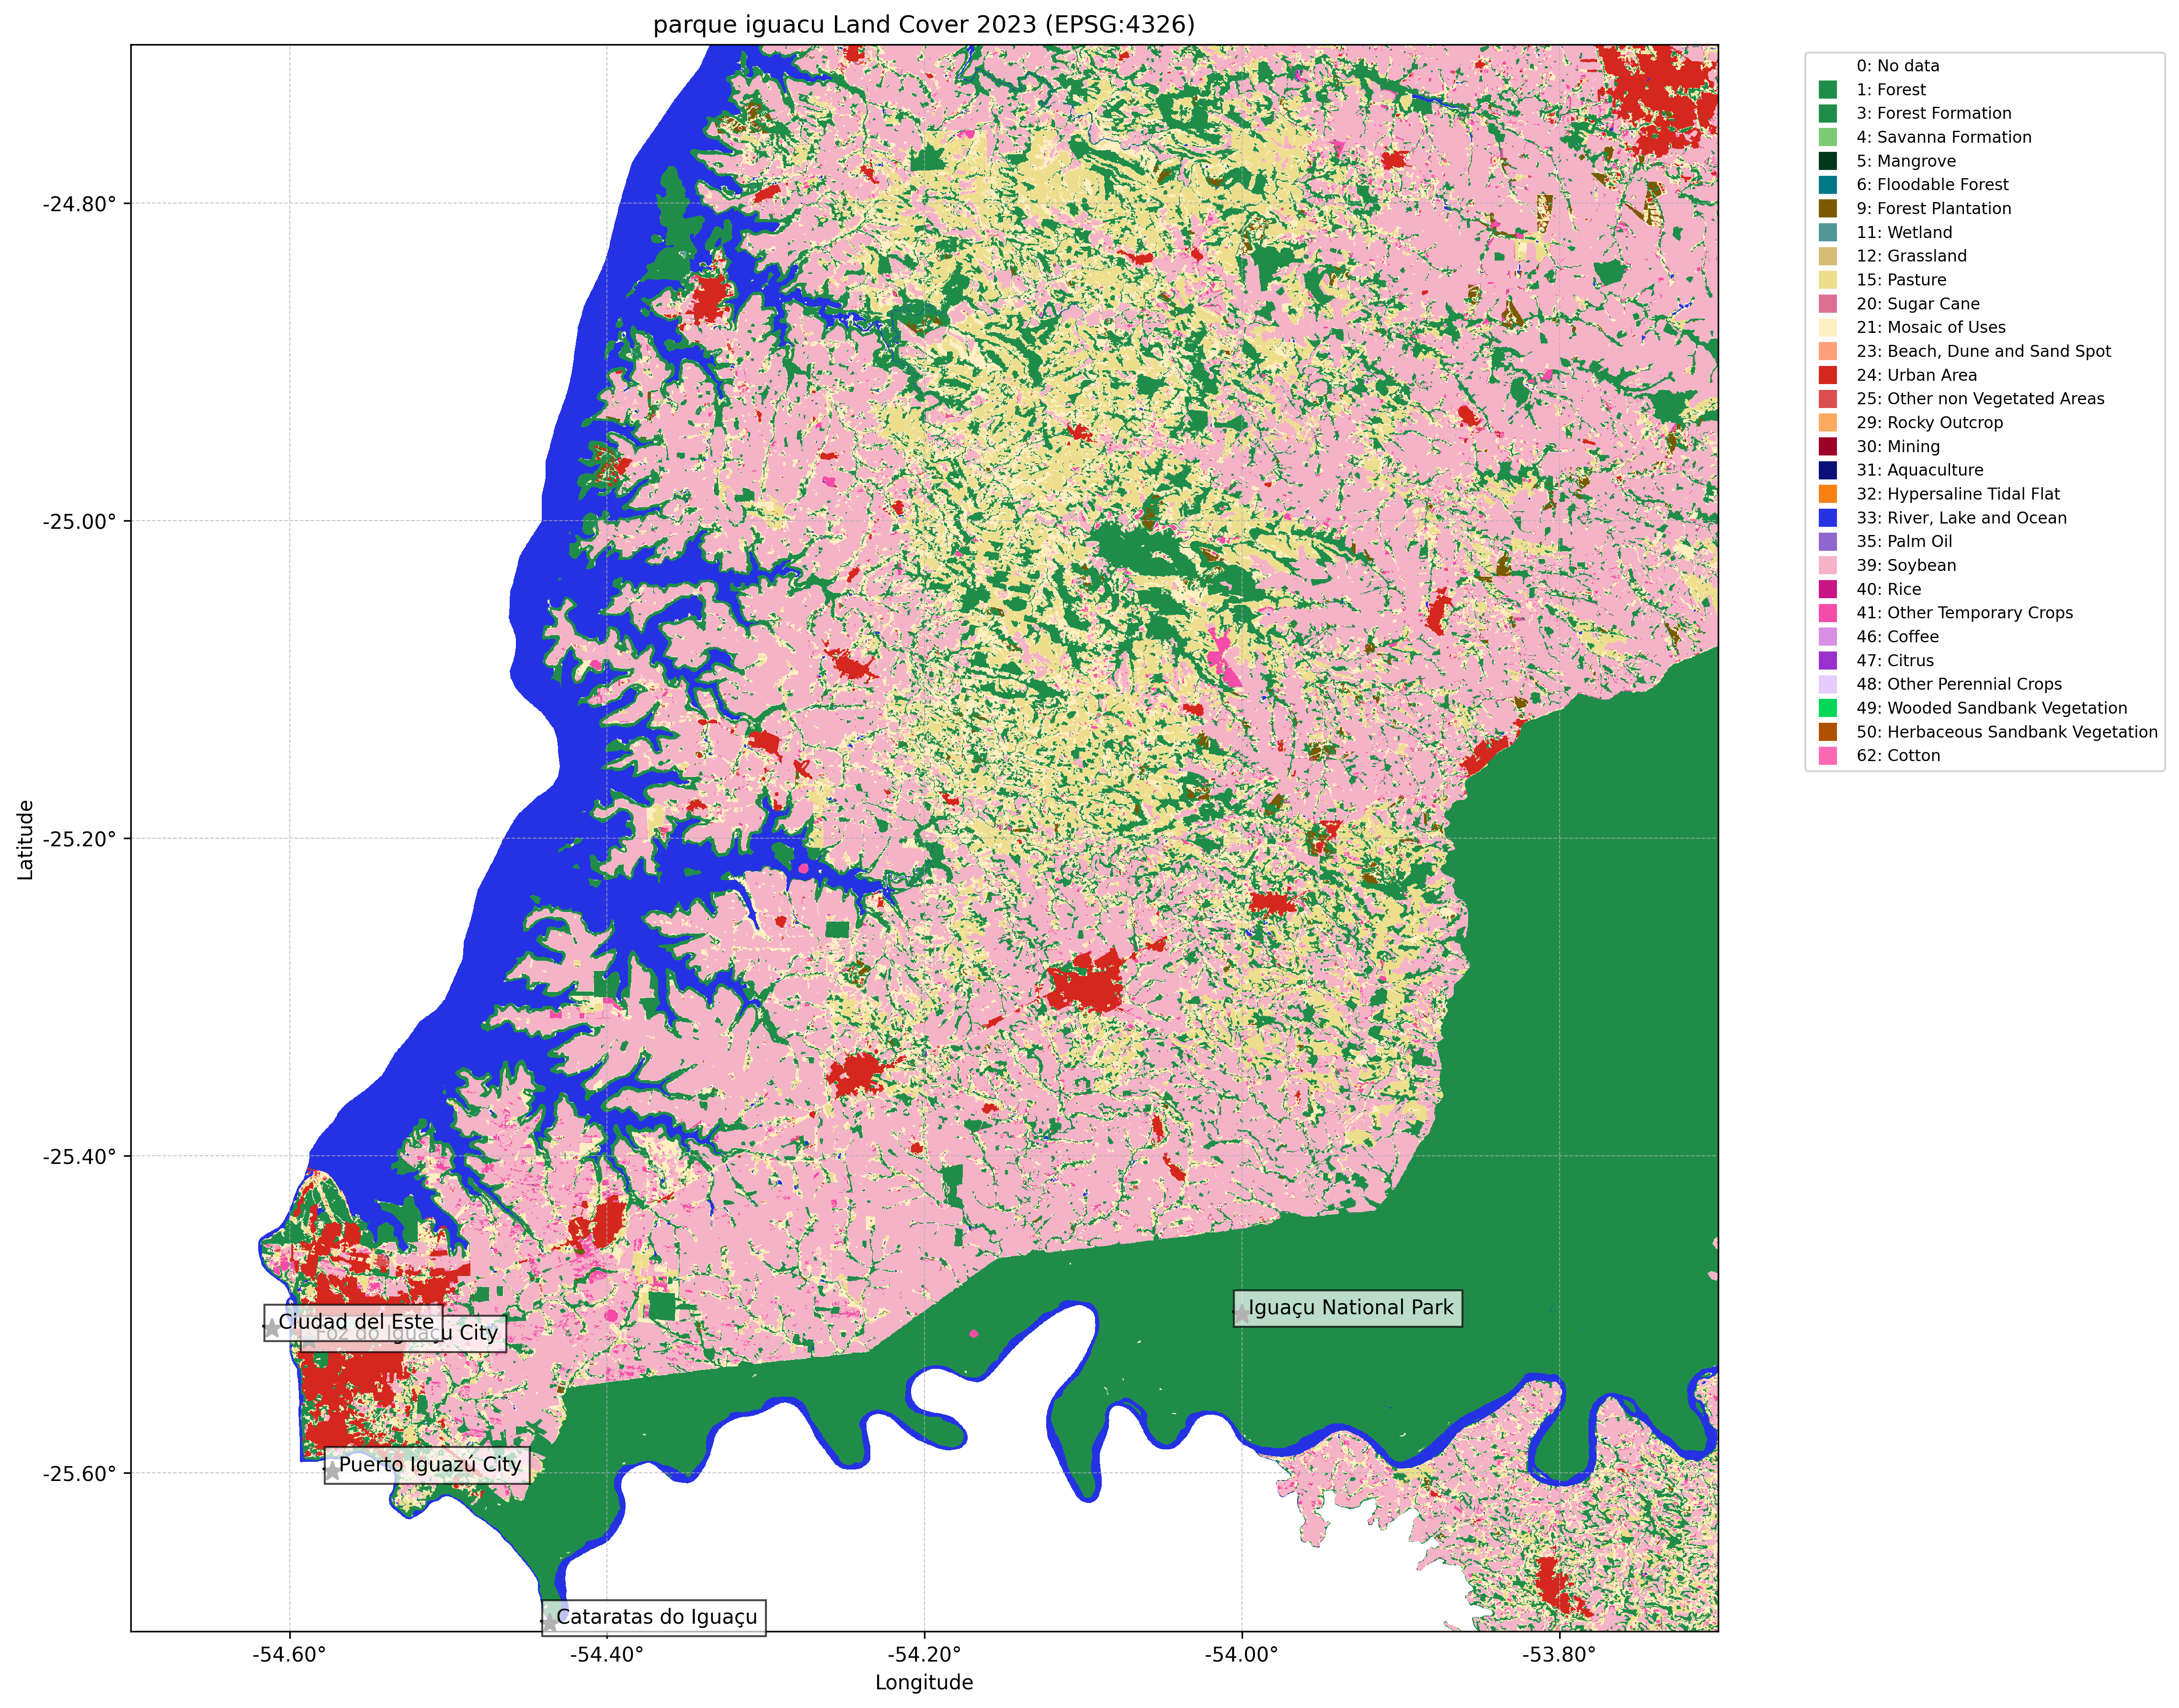 parque iguacu Land Cover 2023 (EPSG:4326)
0: No data
1: Forest
3: Forest Formation
4: Savanna Formation
5: Mangrove
6: Floodable Forest
9: Forest Plantation
11: Wetland
12: Grassland
15: Pasture
20: Sugar Cane
21: Mosaic of Uses
23: Beach, Dune and Sand Spot
24: Urban Area
25: Other non Vegetated Areas
29: Rocky Outcrop
30: Mining
31: Aquaculture
32: Hypersaline Tidal Flat
33: River, Lake and Ocean
35: Palm Oil
39: Soybean
40: Rice
41: Other Temporary Crops
46: Coffee
47: Citrus
48: Other Perennial Crops
49: Wooded Sandbank Vegetation
50: Herbaceous Sandbank Vegetation
62: Cotton
Latitude
-24.80°
-25.00°
-25.20°
-25.40°
-25.60°
Iguaçu National Park
Ciudad del Este
Foz do Iguaçu City
Puerto Iguazú City
Cataratas do Iguaçu
-54.60°
-54.40°
-54.20°
-54.00°
-53.80°
Longitude